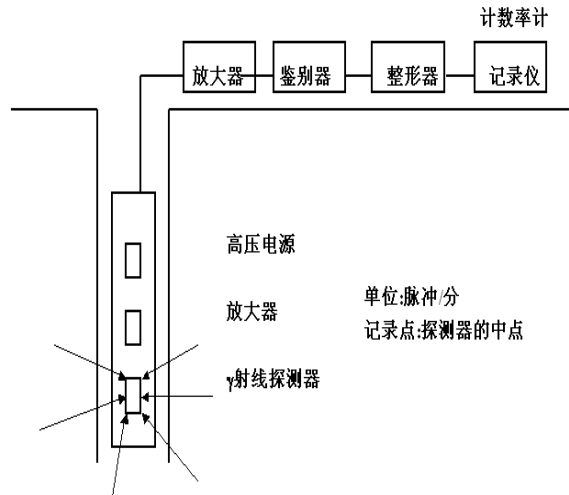 计数率计
放大器 鉴别器 整形器 记录仪
高压电源
放大器
单位:脉冲/分
记录点:探测器的中点
γ射线探测器